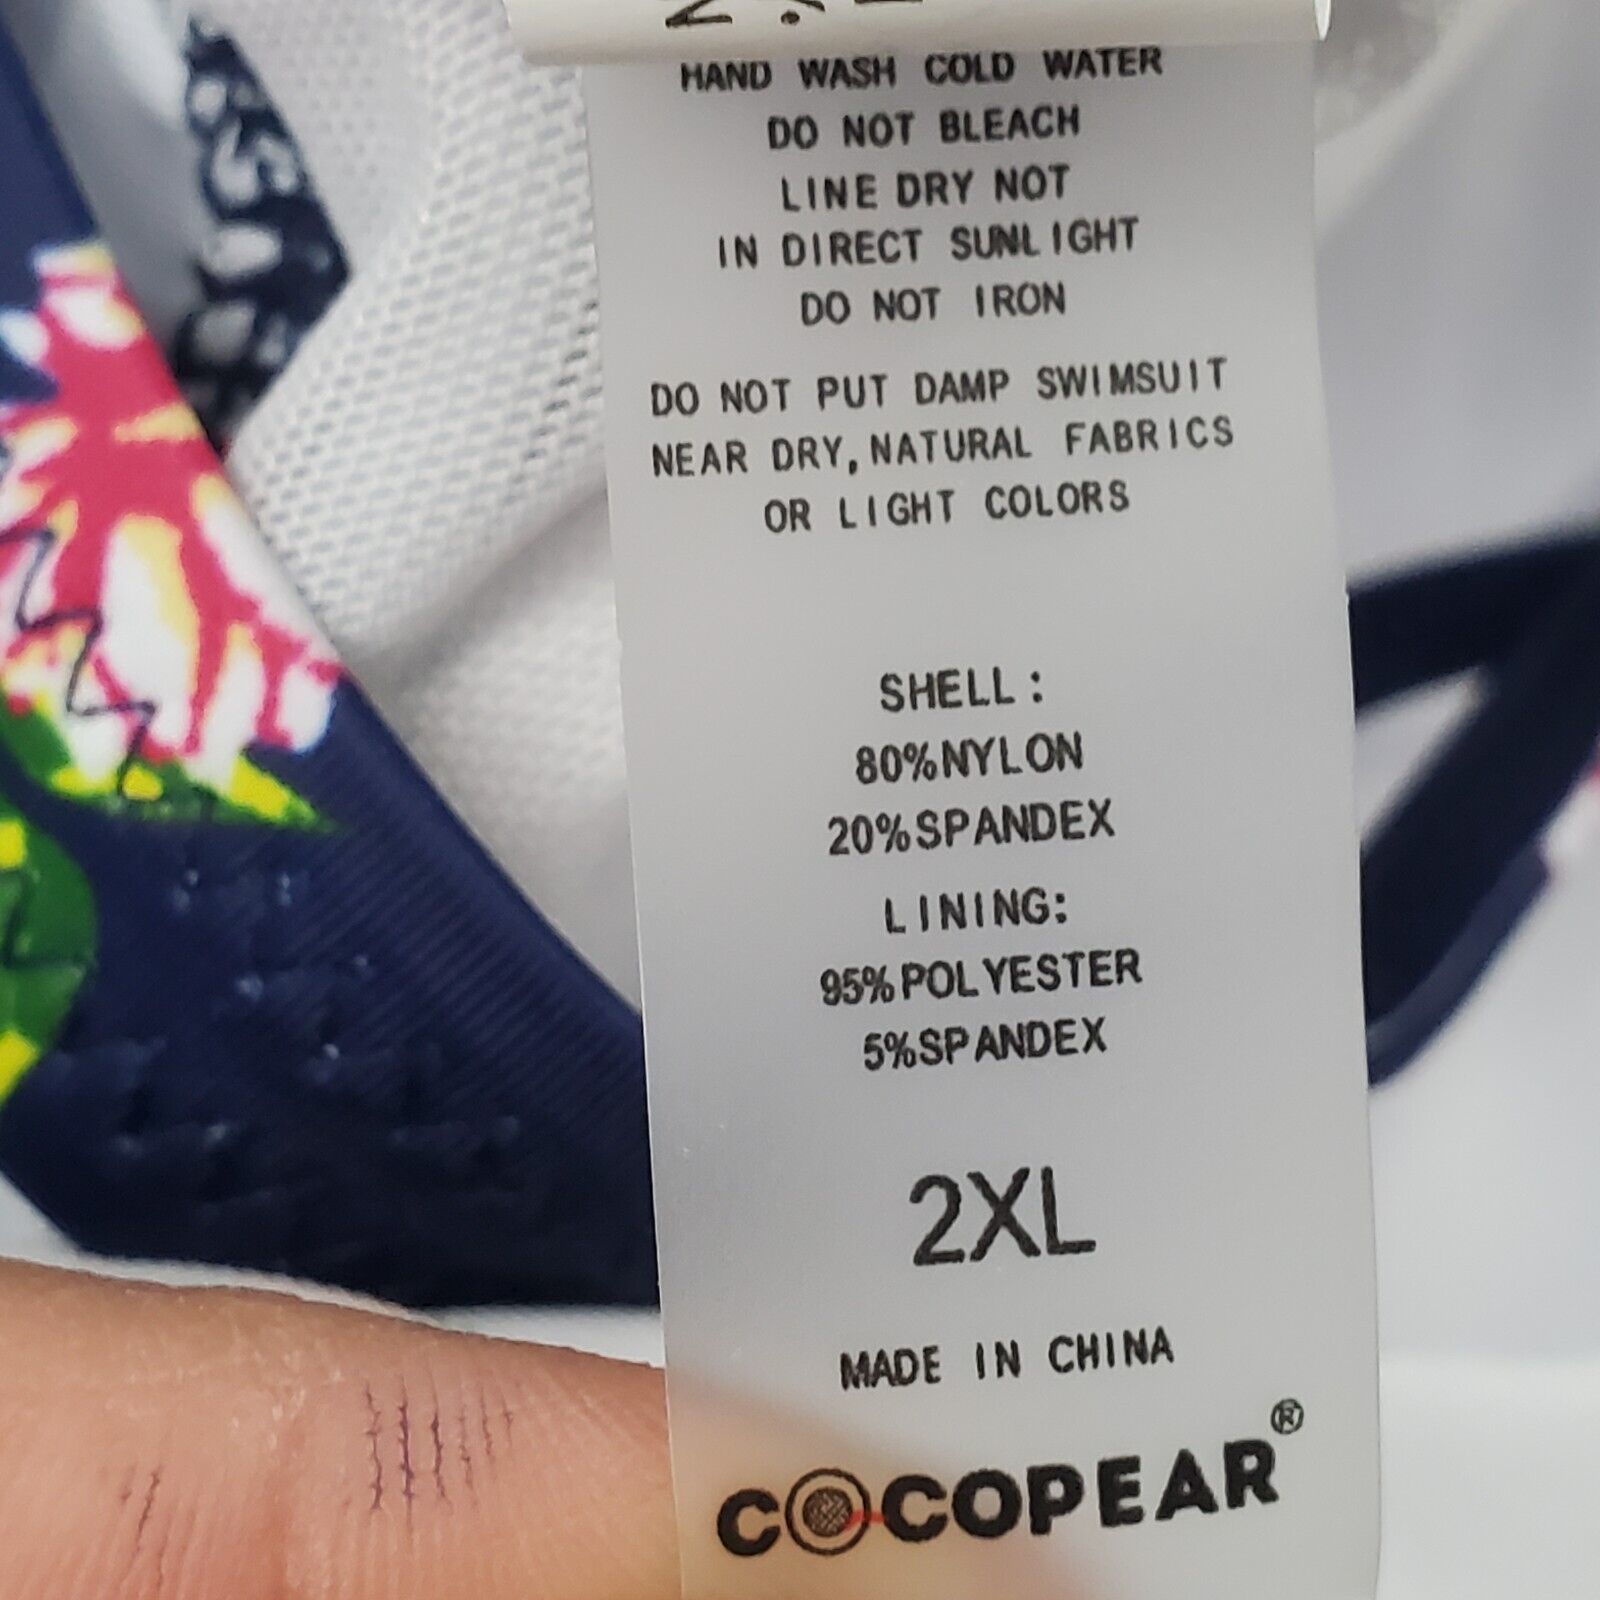 HAND WASH COLD WATER
DO NOT BLEACH
LINE DRY NOT
IN DIRECT SUNLIGHT
DO NOT IRON
DO NOT PUT DAMP SWIMSUIT
NEAR DRY, NATURAL FABRICS
OR LIGHT COLORS
SHELL:
80%NYLON
20%SPANDEX
LINING:
95%POLYESTER
5%SPANDEX
2XL
MADE IN CHINA
COCOPEAR®